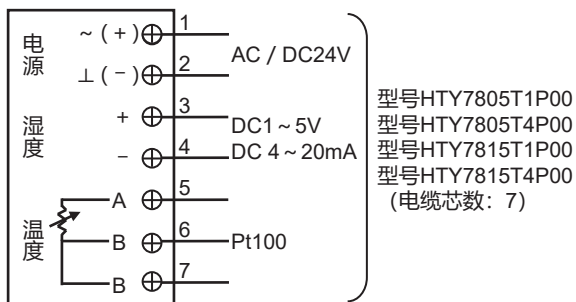 电源
~ (+)
1
⊥ (−)
2
AC / DC24V
湿度
+
3
DC1~5V
−
4
DC 4~20mA
温度
A
5
B
6
Pt100
B
7
型号HTY7805T1P00
型号HTY7805T4P00
型号HTY7815T1P00
型号HTY7815T4P00
(电缆芯数：7)